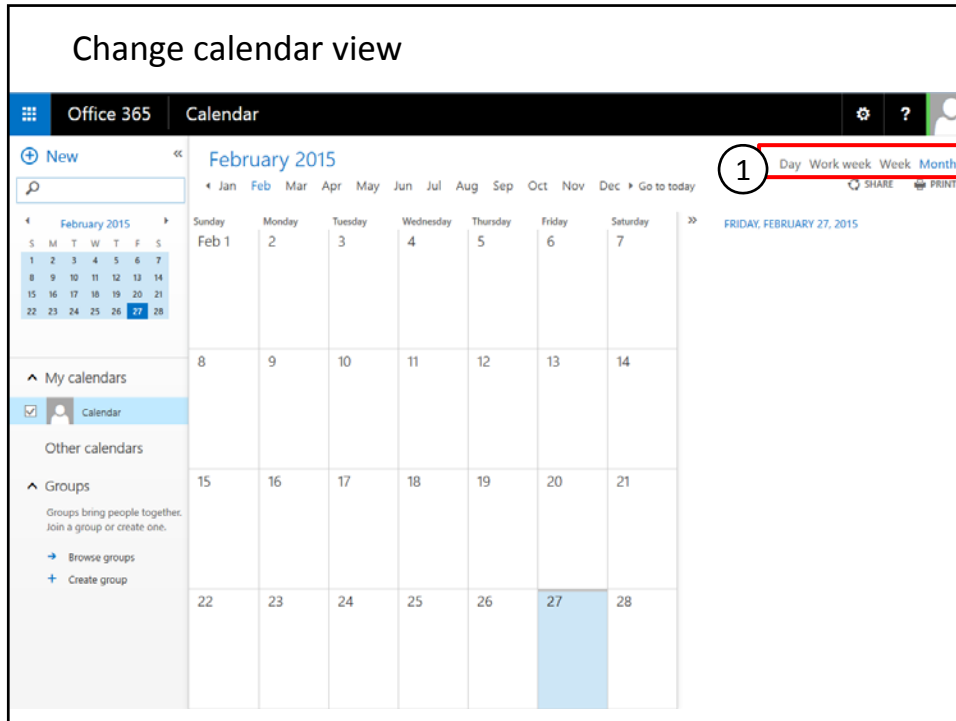 Change calendar view
Office 365 Calendar ?
New «
February 2015
Day Work week Week Month
Jan Feb Mar Apr May Jun Jul Aug Sep Oct Nov Dec Go to today
1
SHARE PRINT
February 2015
S M T W T F S
1 2 3 4 5 6 7
8 9 10 11 12 13 14
15 16 17 18 19 20 21
22 23 24 25 26 27 28
My calendars
Calendar
Other calendars
Groups
Groups bring people together.
Join a group or create one.
Browse groups
+ Create group
Sunday Monday Tuesday Wednesday Thursday Friday Saturday »
Feb 1 2 3 4 5 6 7
8 9 10 11 12 13 14
15 16 17 18 19 20 21
22 23 24 25 26 27 28
FRIDAY, FEBRUARY 27, 2015